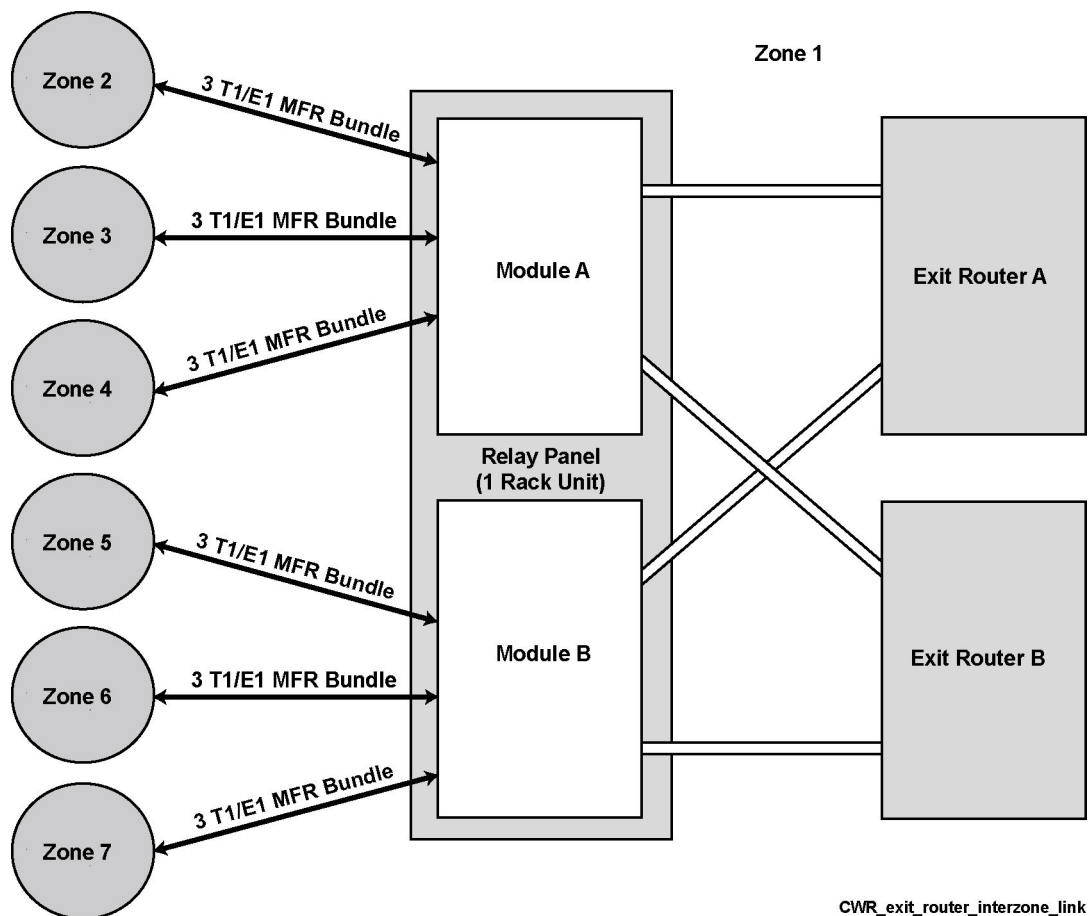 Zone 1
Zone 2
3 T1/E1 MFR Bundle
Zone 3
3 T1/E1 MFR Bundle
Zone 4
3 T1/E1 MFR Bundle
Module A
Exit Router A
Relay Panel
(1 Rack Unit)
Zone 5
3 T1/E1 MFR Bundle
Zone 6
3 T1/E1 MFR Bundle
Zone 7
3 T1/E1 MFR Bundle
Module B
Exit Router B
CWR_exit_router_interzone_link